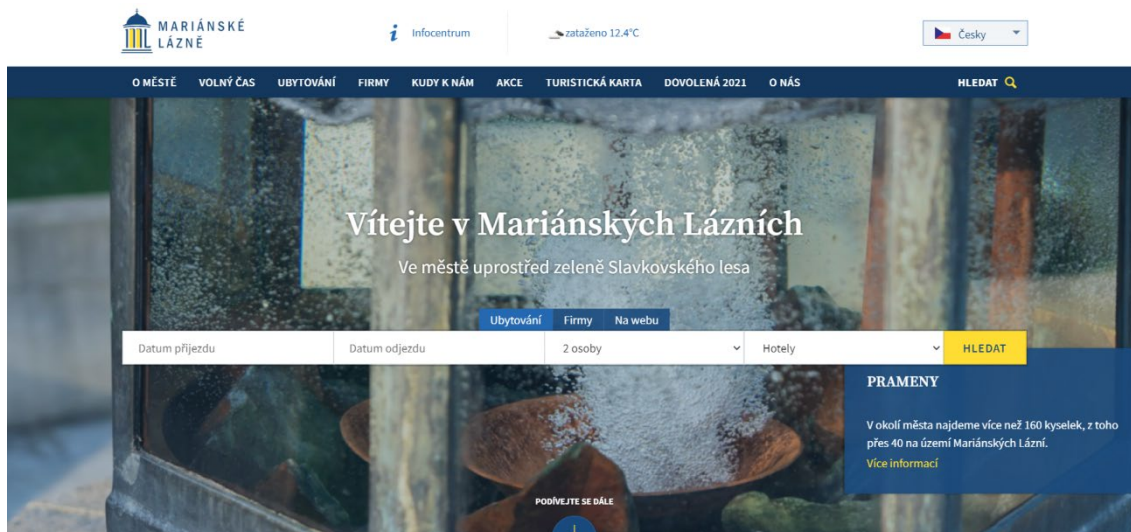 MARIÁNSKÉ
LÁZNĚ
i Infocentrum
zataženo 12.4°C
Česky
O MĚSTĚ VOLNÝ ČAS UBYTOVÁNÍ FIRMY KUDY K NÁM AKCE TURISTICKÁ KARTA DOVOLENÁ 2021 O NÁS HLEDAT
Vítejte v Mariánských Lázních
Ve městě uprostřed zeleně Slavkovského lesa
Ubytování Firmy Na webu
Datum příjezdu Datum odjezdu 2 osoby Hotely HLEDAT
PRAMENY
V okolí města najdeme více než 160 kyselek, z toho
přes 40 na území Mariánských Lázní.
Více informací
PODÍVEJTE SE DÁLE